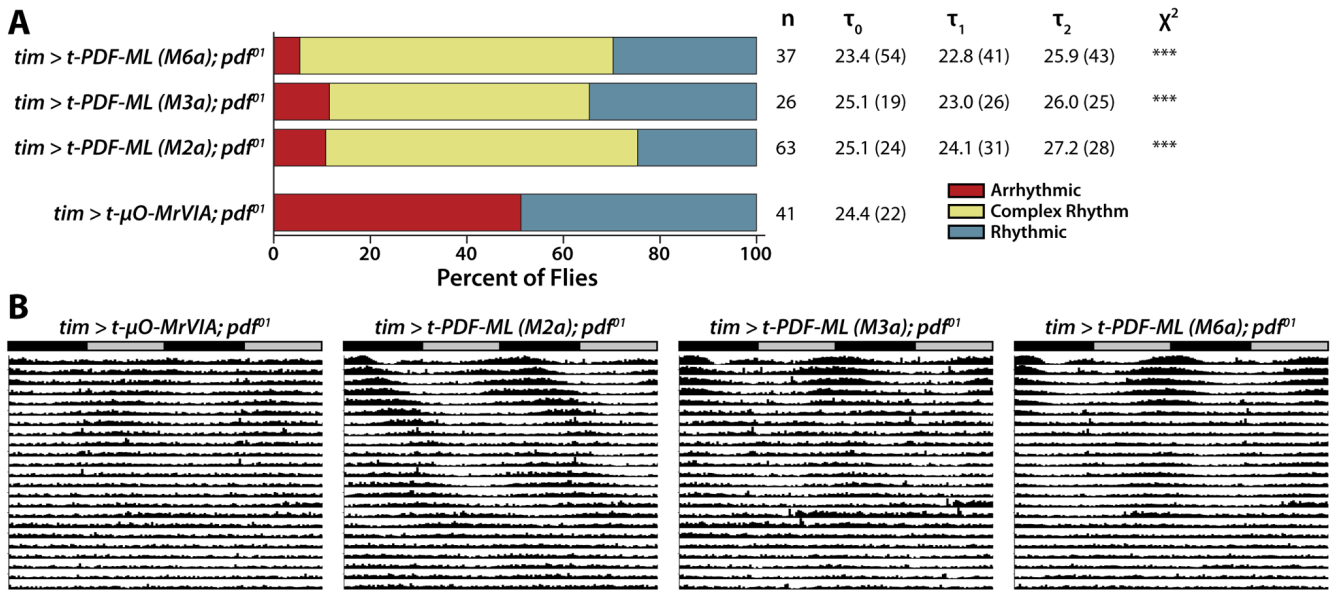 A
n τ0 τ1 τ2 χ2
tim > t-PDF-ML (M6a); pdf01 37 23.4 (54) 22.8 (41) 25.9 (43) ***
tim > t-PDF-ML (M3a); pdf01 26 25.1 (19) 23.0 (26) 26.0 (25) ***
tim > t-PDF-ML (M2a); pdf01 63 25.1 (24) 24.1 (31) 27.2 (28) ***
tim > t-μO-MrVIA; pdf01 41 24.4 (22)
Arrhythmic
Complex Rhythm
Rhythmic
0 20 40 60 80 100
Percent of Flies
B
tim > t-μO-MrVIA; pdf01 tim > t-PDF-ML (M2a); pdf01 tim > t-PDF-ML (M3a); pdf01 tim > t-PDF-ML (M6a); pdf01